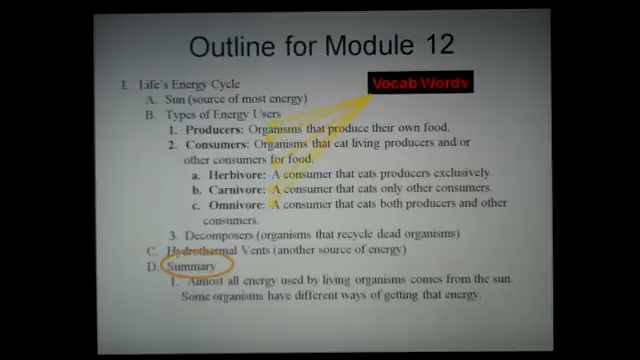 Outline for Module 12
Vocab Words
I. Life's Energy Cycle
A. Sun (source of most energy)
B. Types of Energy Users
1. Producers: Organisms that produce their own food.
2. Consumers: Organisms that eat living producers and/or
other consumers for food.
a. Herbivore: A consumer that eats producers exclusively.
b. Carnivore: A consumer that eats only other consumers.
c. Omnivore: A consumer that eats both producers and other
consumers.
3. Decomposers (organisms that recycle dead organisms)
C. Hydrothermal Vents (another source of energy)
D. Summary
1. Almost all energy used by living organisms comes from the sun.
Some organisms have different ways of getting that energy.